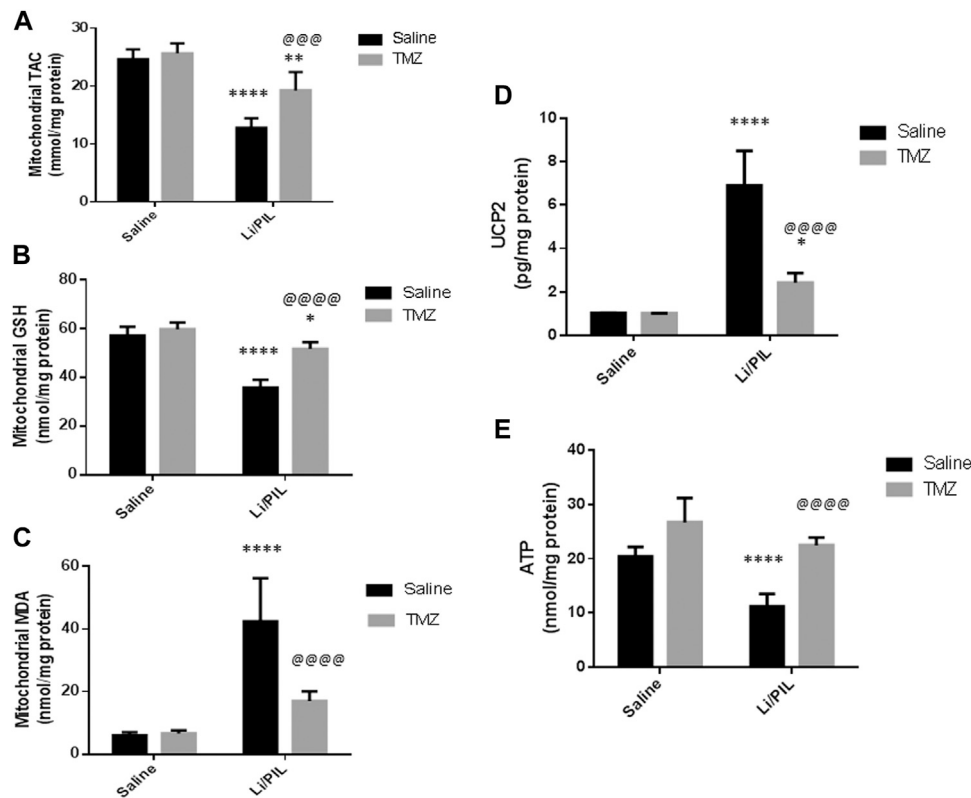 A
Mitochondrial TAC
(mmol/mg protein)
30
20
10
0
@@@
**
****
Saline
TMZ
Saline
Li/PIL
B
Mitochondrial GSH
(nmol/mg protein)
60
60
40
20
0
@@@@
*
****
Saline
TMZ
Saline
Li/PIL
C
Mitochondrial MDA
(nmol/mg protein)
60
40
20
0
****
@@@@
Saline
TMZ
Saline
Li/PIL
D
UCP2
(pg/mg protein)
10
8
6
4
2
0
****
@@@@
*
Saline
TMZ
Saline
Li/PIL
E
ATP
(nmol/mg protein)
40
30
20
10
0
****
@@@@
Saline
TMZ
Saline
Li/PIL